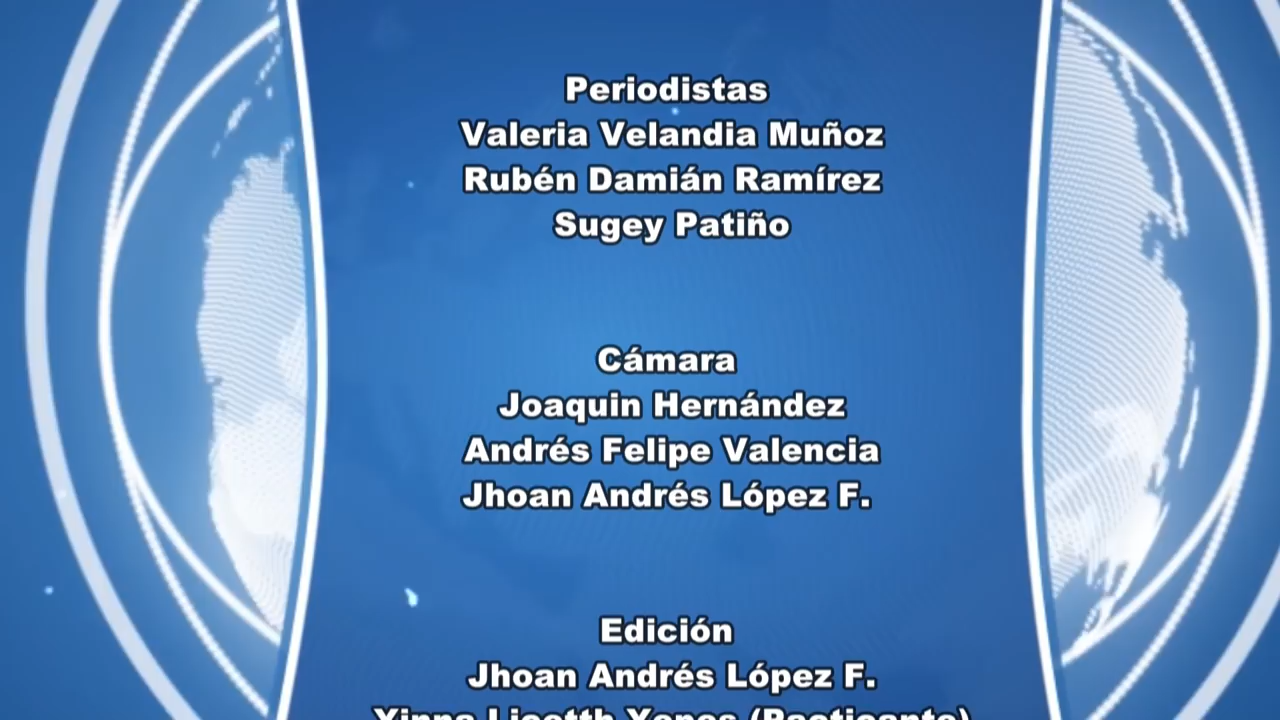 Periodistas
Valeria Velandia Muñoz
Rubén Damián Ramírez
Sugey Patiño
Cámara
Joaquin Hernández
Andrés Felipe Valencia
Jhoan Andrés López F.
Edición
Jhoan Andrés López F.